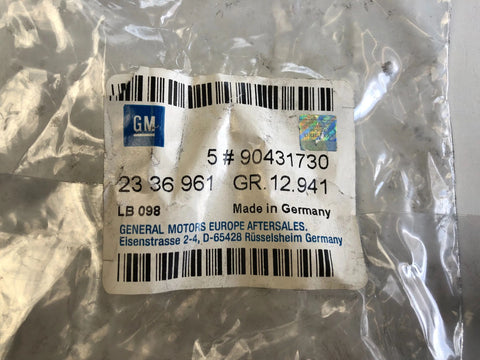 GM
5 # 90431730
23 36 961 GR.12.941
LB 098 Made in Germany
GENERAL MOTORS EUROPE AFTERSALES.
Eisenstrasse 2-4, D-65428 Rüsselsheim Germany